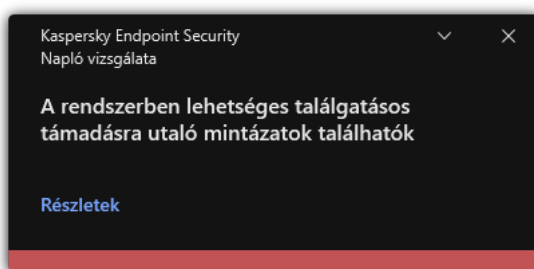 Kaspersky Endpoint Security
Napló vizsgálata
A rendszerben lehetséges találgatásos
támadásra utaló mintázatok találhatók
Részletek